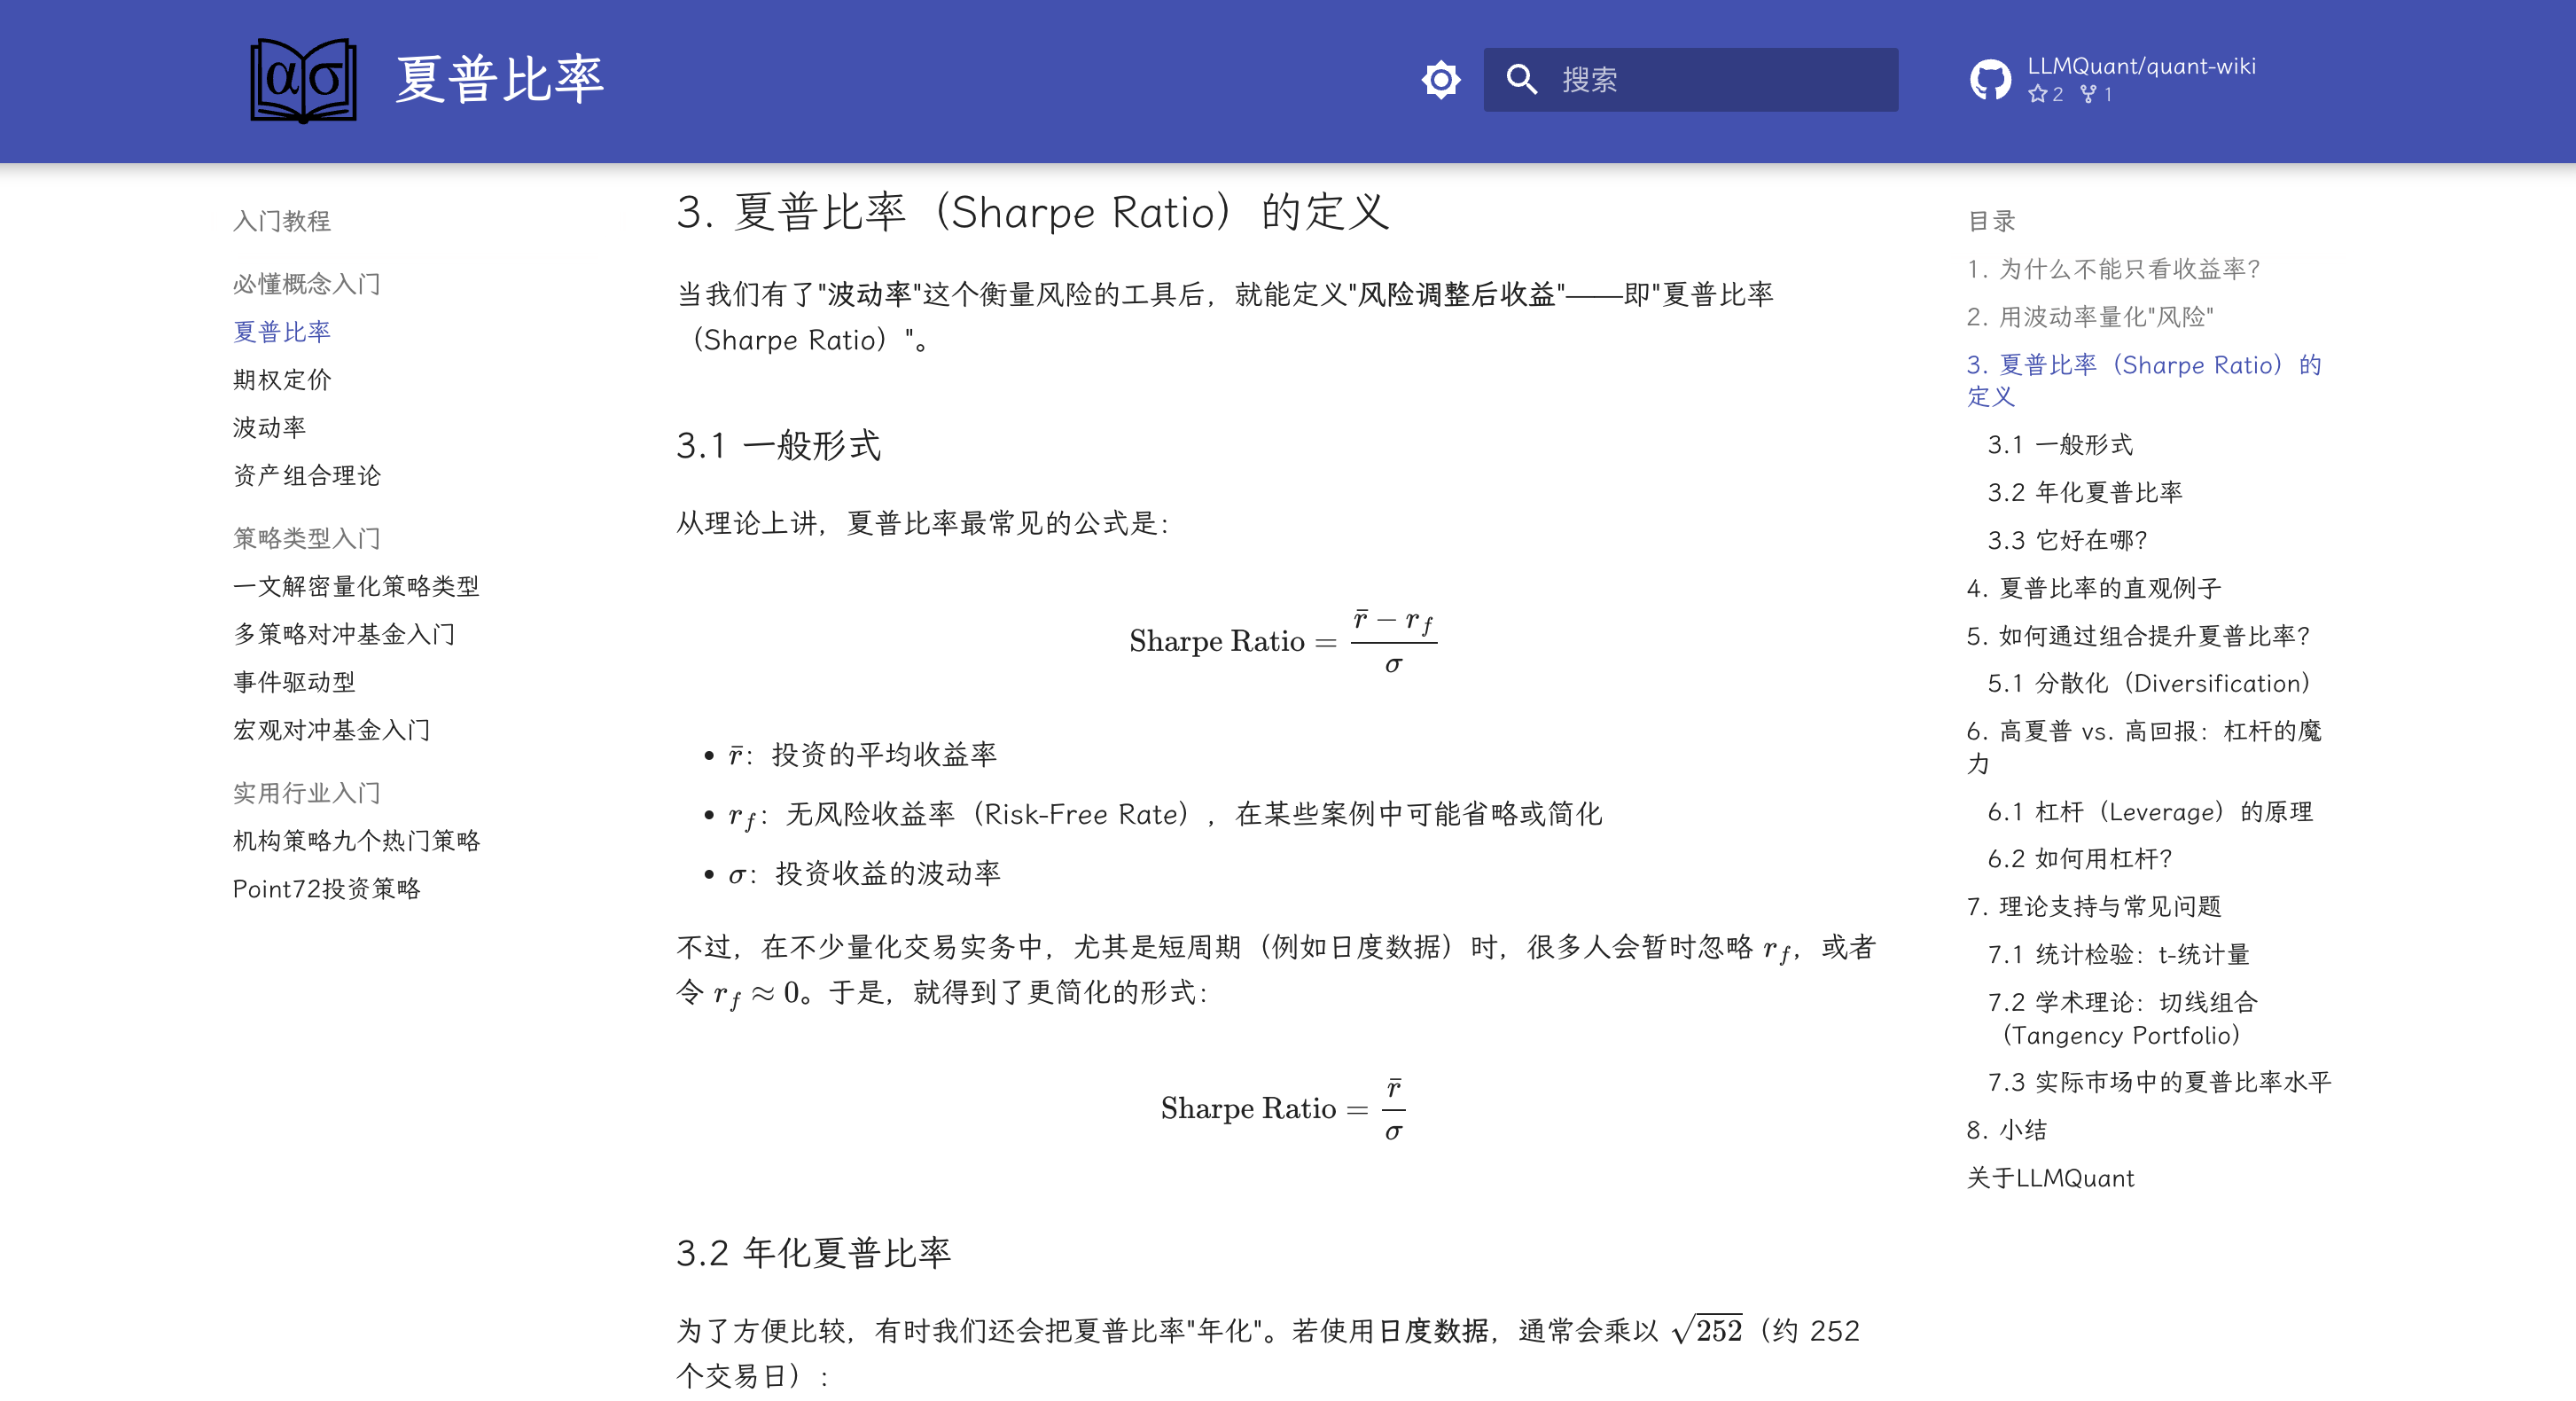 ασ
夏普比率
搜索
LLMQuant/quant-wiki
2 1
入门教程
必懂概念入门
夏普比率
期权定价
波动率
资产组合理论
策略类型入门
一文解密量化策略类型
多策略对冲基金入门
事件驱动型
宏观对冲基金入门
实用行业入门
机构策略九个热门策略
Point72投资策略
3. 夏普比率（Sharpe Ratio）的定义
当我们有了"波动率"这个衡量风险的工具后，就能定义"风险调整后收益"——即"夏普比率
（Sharpe Ratio）"。
3.1 一般形式
从理论上讲，夏普比率最常见的公式是：
Sharpe Ratio = (r̄ − r_f) / σ
• r̄：投资的平均收益率
• r_f：无风险收益率（Risk-Free Rate），在某些案例中可能省略或简化
• σ：投资收益的波动率
不过，在不少量化交易实务中，尤其是短周期（例如日度数据）时，很多人会暂时忽略 r_f，或者
令 r_f ≈ 0。于是，就得到了更简化的形式：
Sharpe Ratio = r̄ / σ
3.2 年化夏普比率
为了方便比较，有时我们还会把夏普比率"年化"。若使用日度数据，通常会乘以 √252（约 252
个交易日）：
目录
1. 为什么不能只看收益率？
2. 用波动率量化"风险"
3. 夏普比率（Sharpe Ratio）的
定义
3.1 一般形式
3.2 年化夏普比率
3.3 它好在哪？
4. 夏普比率的直观例子
5. 如何通过组合提升夏普比率？
5.1 分散化（Diversification）
6. 高夏普 vs. 高回报：杠杆的魔
力
6.1 杠杆（Leverage）的原理
6.2 如何用杠杆？
7. 理论支持与常见问题
7.1 统计检验：t-统计量
7.2 学术理论：切线组合
（Tangency Portfolio）
7.3 实际市场中的夏普比率水平
8. 小结
关于LLMQuant